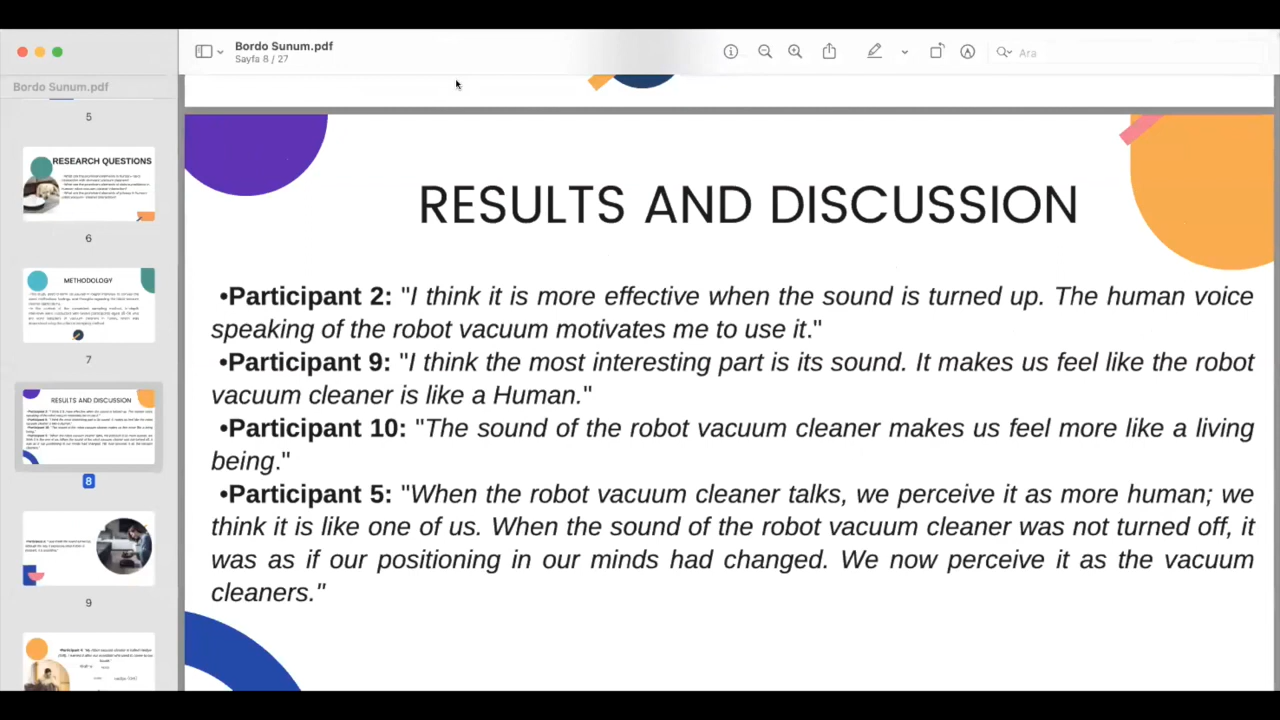 Bordo Sunum.pdf
Sayfa 8 / 27
Ara
Bordo Sunum.pdf
5
RESEARCH QUESTIONS
6
METHODOLOGY
7
RESULTS AND DISCUSSION
8
9
RESULTS AND DISCUSSION
•Participant 2: "I think it is more effective when the sound is turned up. The human voice
speaking of the robot vacuum motivates me to use it."
•Participant 9: "I think the most interesting part is its sound. It makes us feel like the robot
vacuum cleaner is like a Human."
•Participant 10: "The sound of the robot vacuum cleaner makes us feel more like a living
being."
•Participant 5: "When the robot vacuum cleaner talks, we perceive it as more human; we
think it is like one of us. When the sound of the robot vacuum cleaner was not turned off, it
was as if our positioning in our minds had changed. We now perceive it as the vacuum
cleaners."